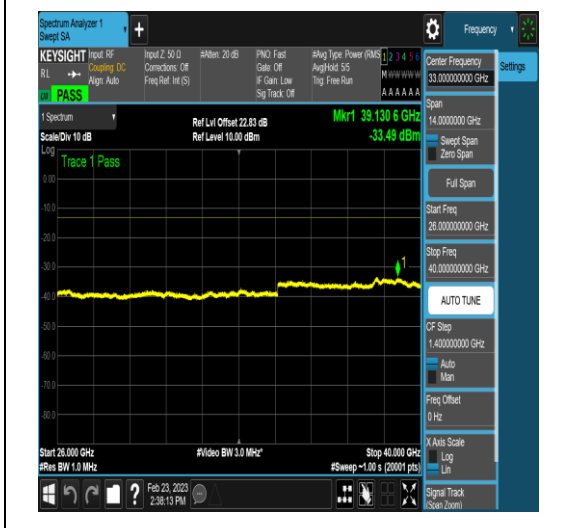 Spectrum Analyzer 1
Swept SA
+
Frequency
KEYSIGHT
RL
PASS
Input: RF
Coupling: DC
Align: Auto
Input Z: 50 Ω
Corrections: Off
Freq Ref: Int (S)
#Atten: 20 dB
PNO: Fast
Gate: Off
IF Gain: Low
Sig Track: Off
#Avg Type: Power (RMS
Avg|Hold: 5/5
Trig: Free Run
1 2 3 4 5 6
M W W W W W
A A A A A A
Settings
1 Spectrum
Scale/Div 10 dB
Ref Lvl Offset 22.83 dB
Ref Level 10.00 dBm
Mkr1 39.130 6 GHz
-33.49 dBm
Log
Trace 1 Pass
0.00
-10.0
-20.0
-30.0
-40.0
-50.0
-60.0
-70.0
-80.0
1
Start 26.000 GHz
#Res BW 1.0 MHz
#Video BW 3.0 MHz*
Stop 40.000 GHz
#Sweep ~1.00 s (20001 pts)
Center Frequency
33.000000000 GHz
Span
14.0000000 GHz
Swept Span
Zero Span
Full Span
Start Freq
26.000000000 GHz
Stop Freq
40.000000000 GHz
AUTO TUNE
CF Step
1.400000000 GHz
Auto
Man
Freq Offset
0 Hz
X Axis Scale
Log
Lin
Signal Track
(Span Zoom)
?
Feb 23, 2023
2:38:13 PM